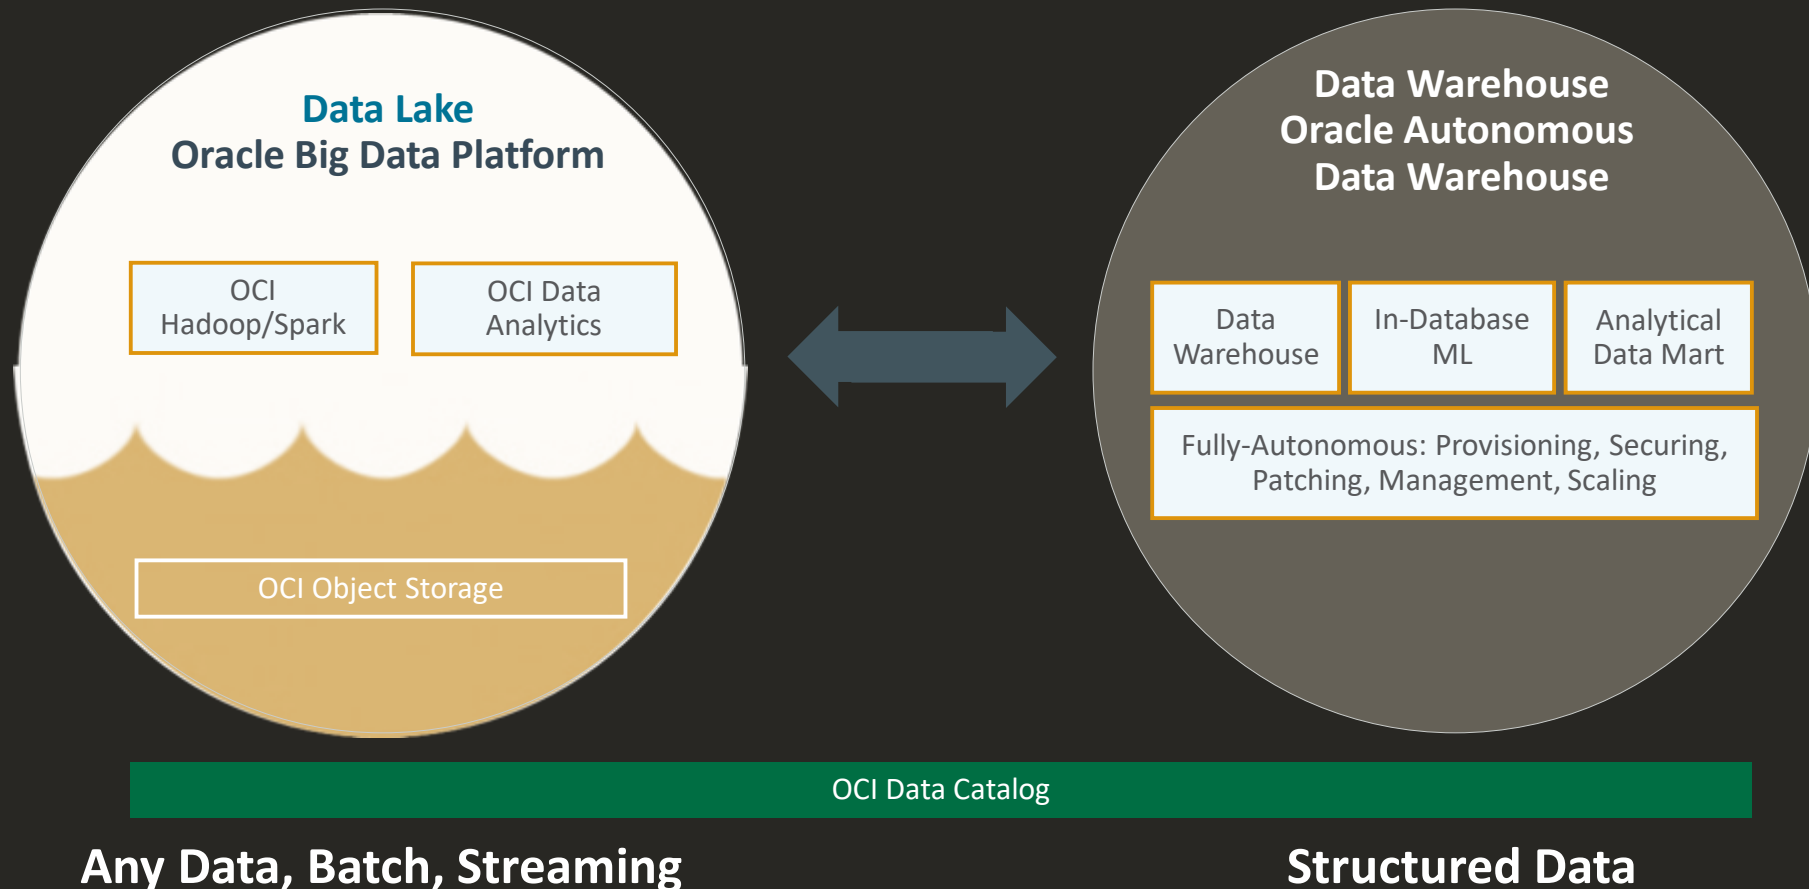 Data Lake
Oracle Big Data Platform
OCI
Hadoop/Spark
OCI Data
Analytics
OCI Object Storage
Data Warehouse
Oracle Autonomous
Data Warehouse
Data
Warehouse
In-Database
ML
Analytical
Data Mart
Fully-Autonomous: Provisioning, Securing,
Patching, Management, Scaling
OCI Data Catalog
Any Data, Batch, Streaming
Structured Data